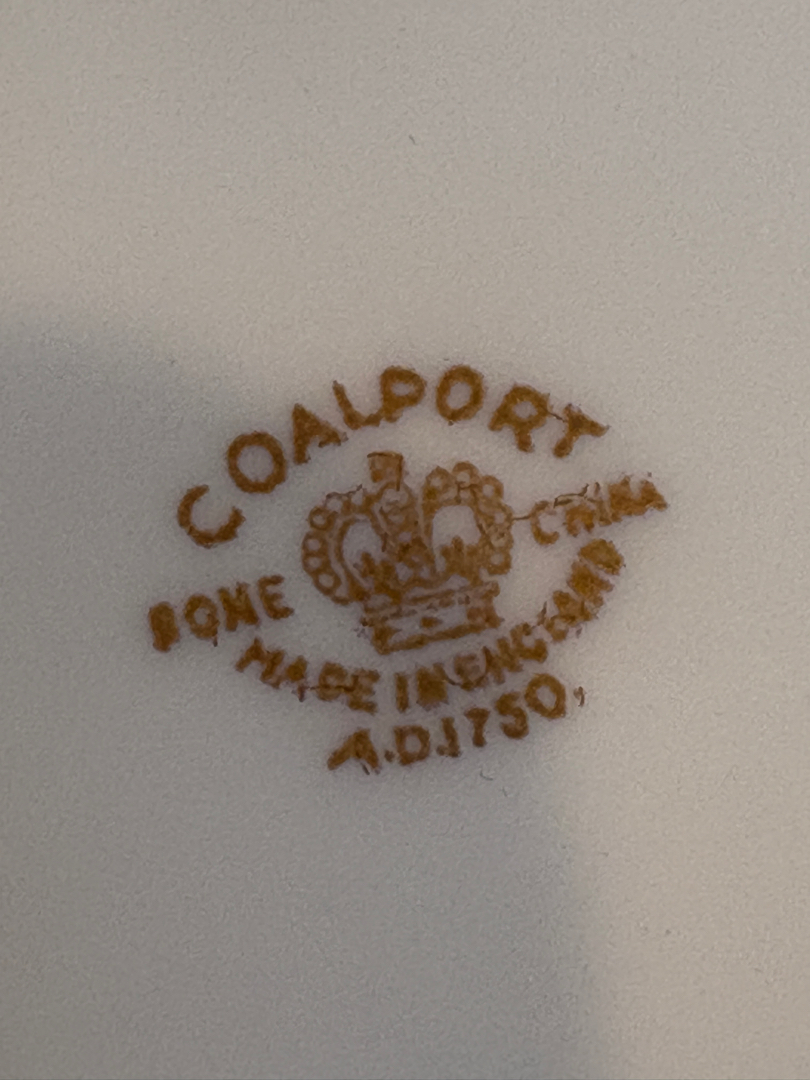 COALPORT
BONE CHINA
MADE IN ENGLAND
A.D.1750.